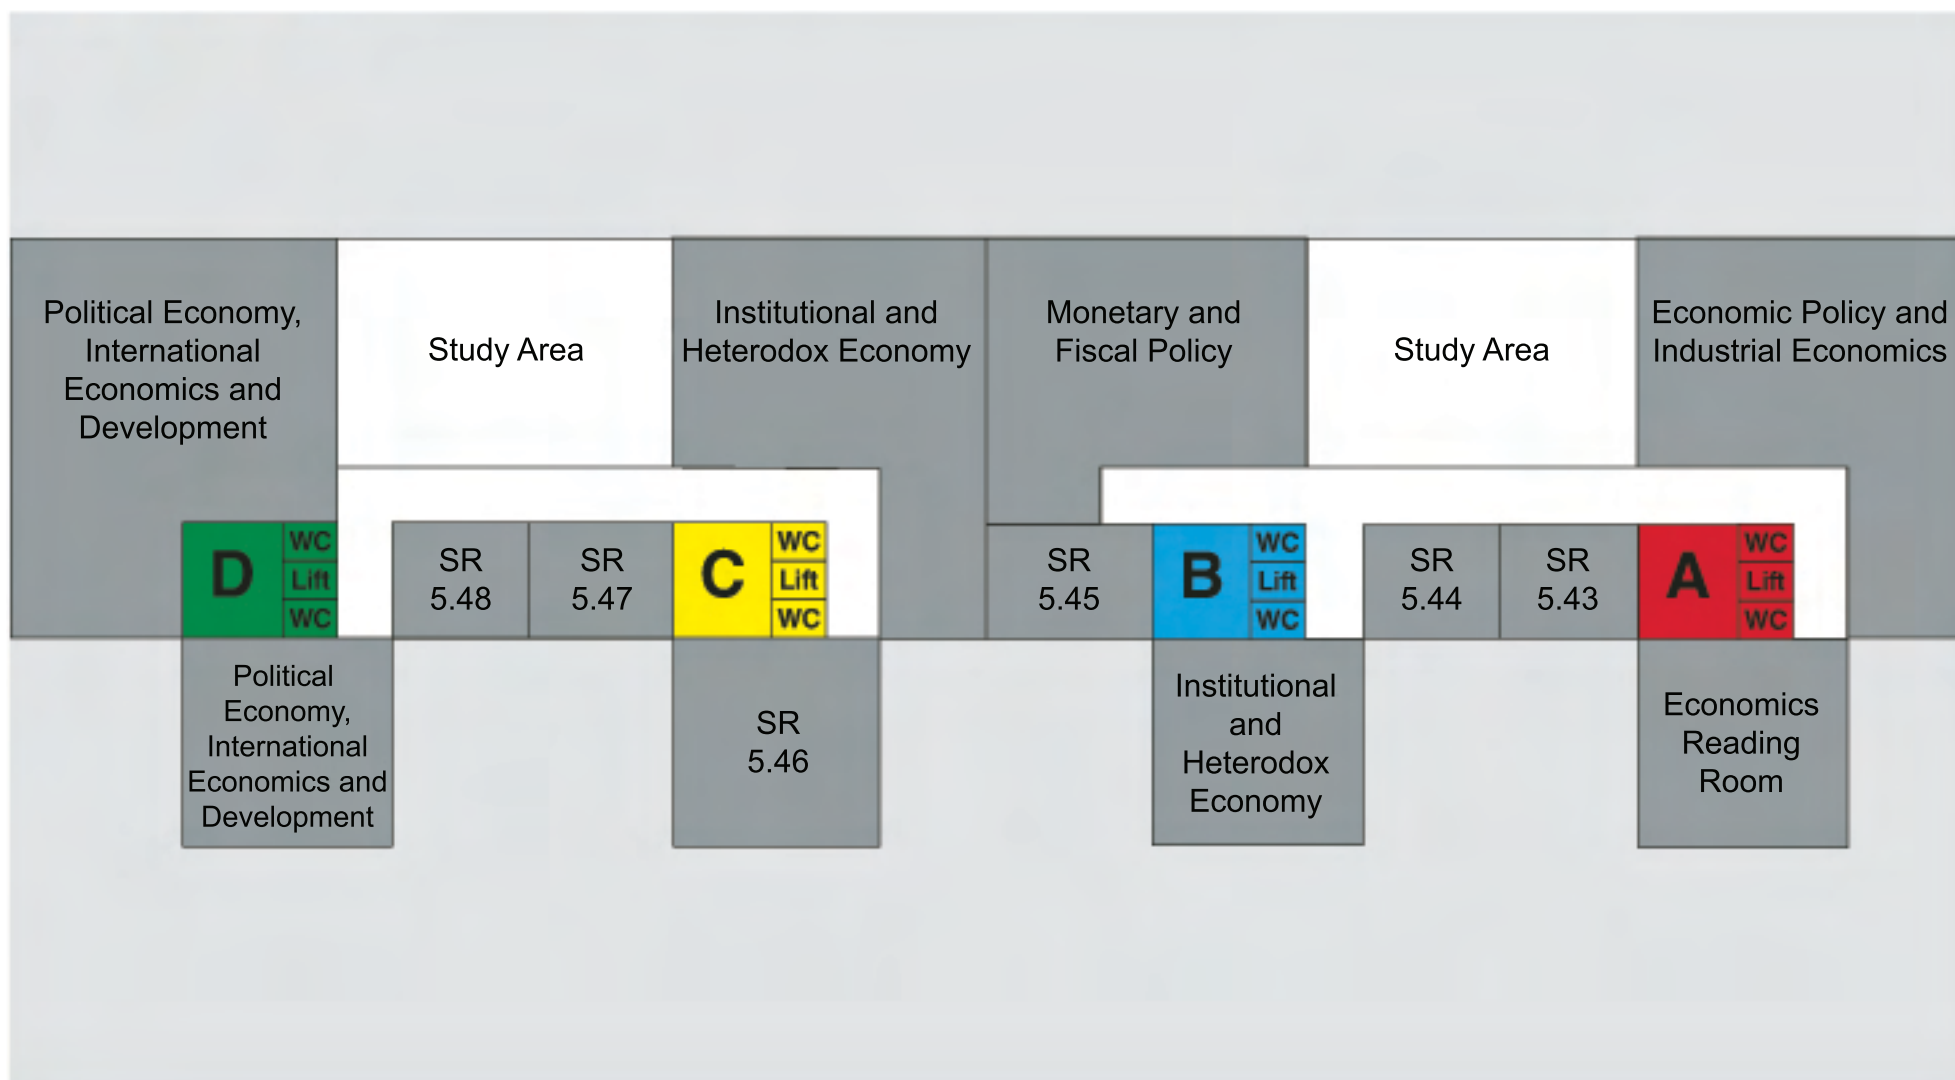 Political Economy,
International
Economics and
Development
Study Area
Institutional and
Heterodox Economy
Monetary and
Fiscal Policy
Study Area
Economic Policy and
Industrial Economics
D
WC
Lift
WC
SR
5.48
SR
5.47
C
WC
Lift
WC
SR
5.45
B
WC
Lift
WC
SR
5.44
SR
5.43
A
WC
Lift
WC
Political
Economy,
International
Economics and
Development
SR
5.46
Institutional
and
Heterodox
Economy
Economics
Reading
Room